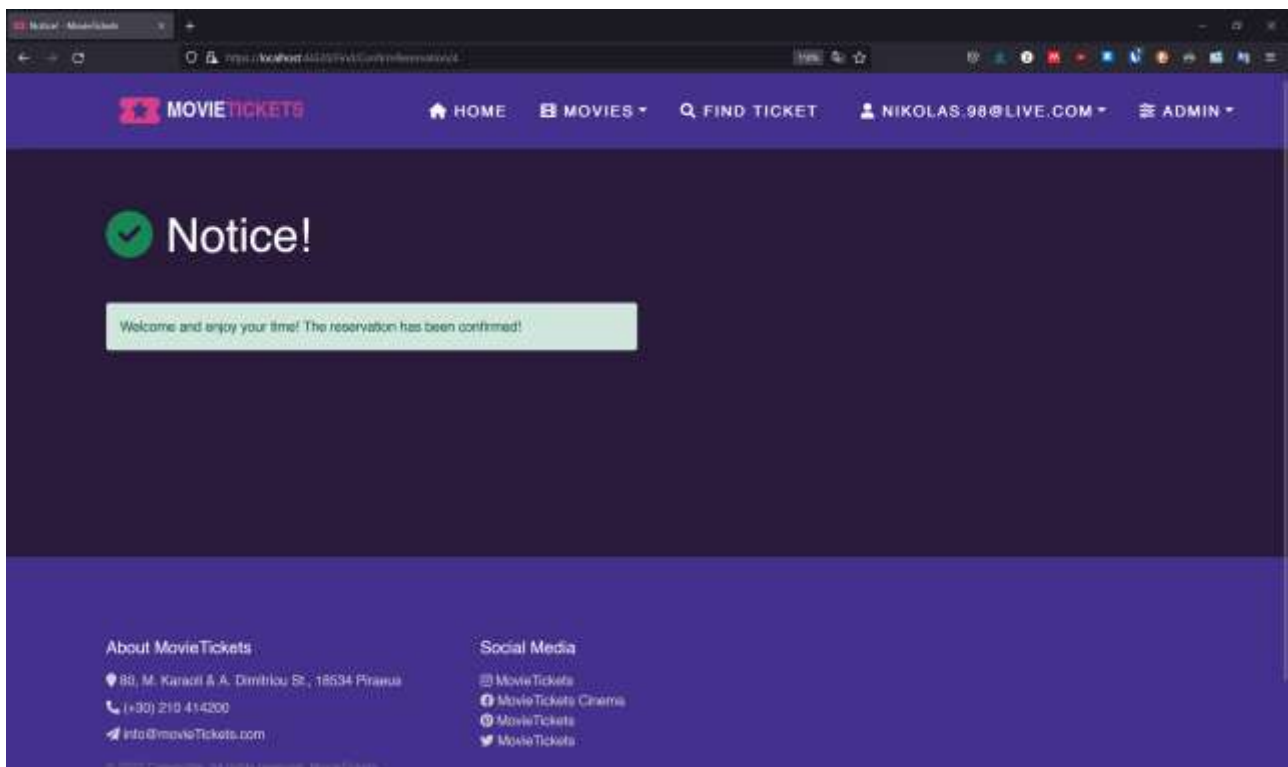 Notice! - MovieTickets
MOVIETICKETS
HOME
MOVIES
FIND TICKET
NIKOLAS.98@LIVE.COM
ADMIN
Notice!
Welcome and enjoy your time! The reservation has been confirmed!
About MovieTickets
80, M. Karaoli & A. Dimitriou St., 18534 Piraeus
(+30) 210 414200
info@movieTickets.com
Social Media
MovieTickets
MovieTickets Cinema
MovieTickets
MovieTickets